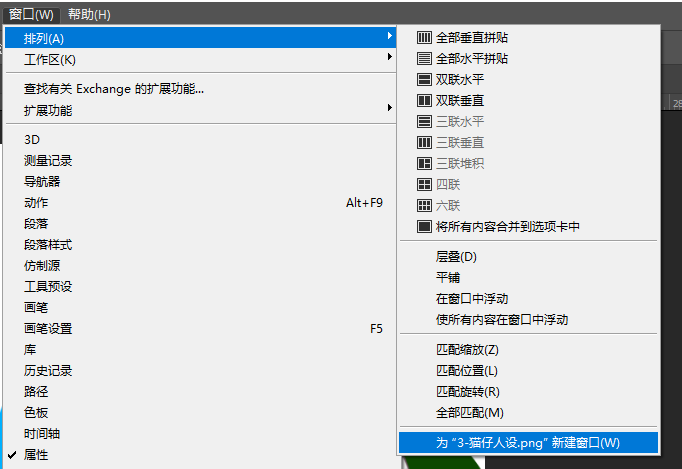 窗口(W) 帮助(H)
排列(A)
工作区(K)
查找有关 Exchange 的扩展功能...
扩展功能
3D
测量记录
导航器
动作 Alt+F9
段落
段落样式
仿制源
工具预设
画笔
画笔设置 F5
库
历史记录
路径
色板
时间轴
属性
全部垂直拼贴
全部水平拼贴
双联水平
双联垂直
三联水平
三联垂直
三联堆积
四联
六联
将所有内容合并到选项卡中
层叠(D)
平铺
在窗口中浮动
使所有内容在窗口中浮动
匹配缩放(Z)
匹配位置(L)
匹配旋转(R)
全部匹配(M)
为 “3-猫仔人设.png” 新建窗口(W)